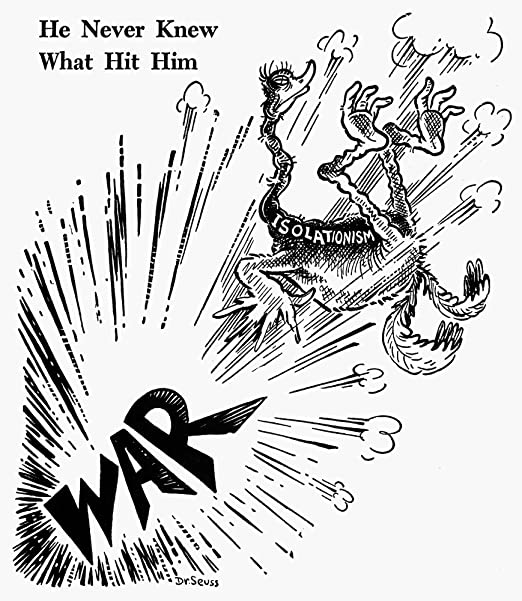 He Never Knew
What Hit Him
ISOLATIONISM
WAR
Dr. Seuss